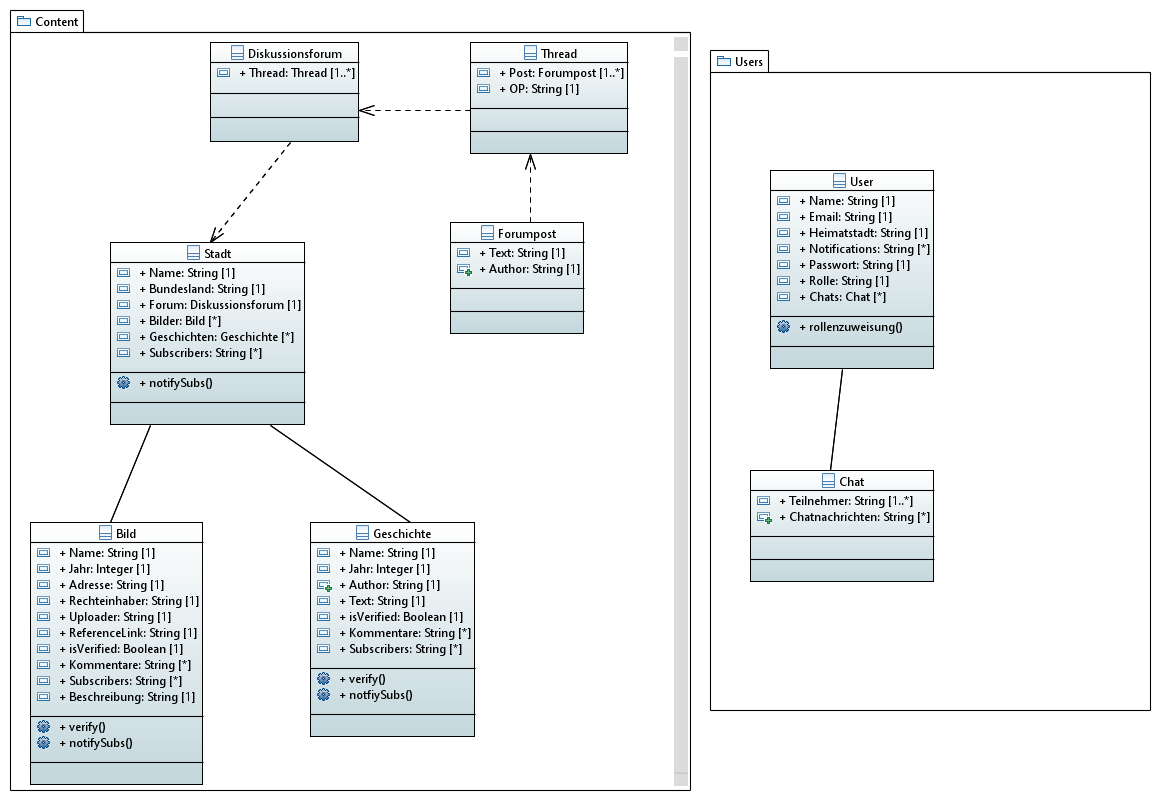 Content
Diskussionsforum
+ Thread: Thread [1..*]
Thread
+ Post: Forumpost [1..*]
+ OP: String [1]
Forumpost
+ Text: String [1]
+ Author: String [1]
Stadt
+ Name: String [1]
+ Bundesland: String [1]
+ Forum: Diskussionsforum [1]
+ Bilder: Bild [*]
+ Geschichten: Geschichte [*]
+ Subscribers: String [*]
+ notifySubs()
Bild
+ Name: String [1]
+ Jahr: Integer [1]
+ Adresse: String [1]
+ Rechteinhaber: String [1]
+ Uploader: String [1]
+ ReferenceLink: String [1]
+ isVerified: Boolean [1]
+ Kommentare: String [*]
+ Subscribers: String [*]
+ Beschreibung: String [1]
+ verify()
+ notifySubs()
Geschichte
+ Name: String [1]
+ Jahr: Integer [1]
+ Author: String [1]
+ Text: String [1]
+ isVerified: Boolean [1]
+ Kommentare: String [*]
+ Subscribers: String [*]
+ verify()
+ notfiySubs()
Users
User
+ Name: String [1]
+ Email: String [1]
+ Heimatstadt: String [1]
+ Notifications: String [*]
+ Passwort: String [1]
+ Rolle: String [1]
+ Chats: Chat [*]
+ rollenzuweisung()
Chat
+ Teilnehmer: String [1..*]
+ Chatnachrichten: String [*]